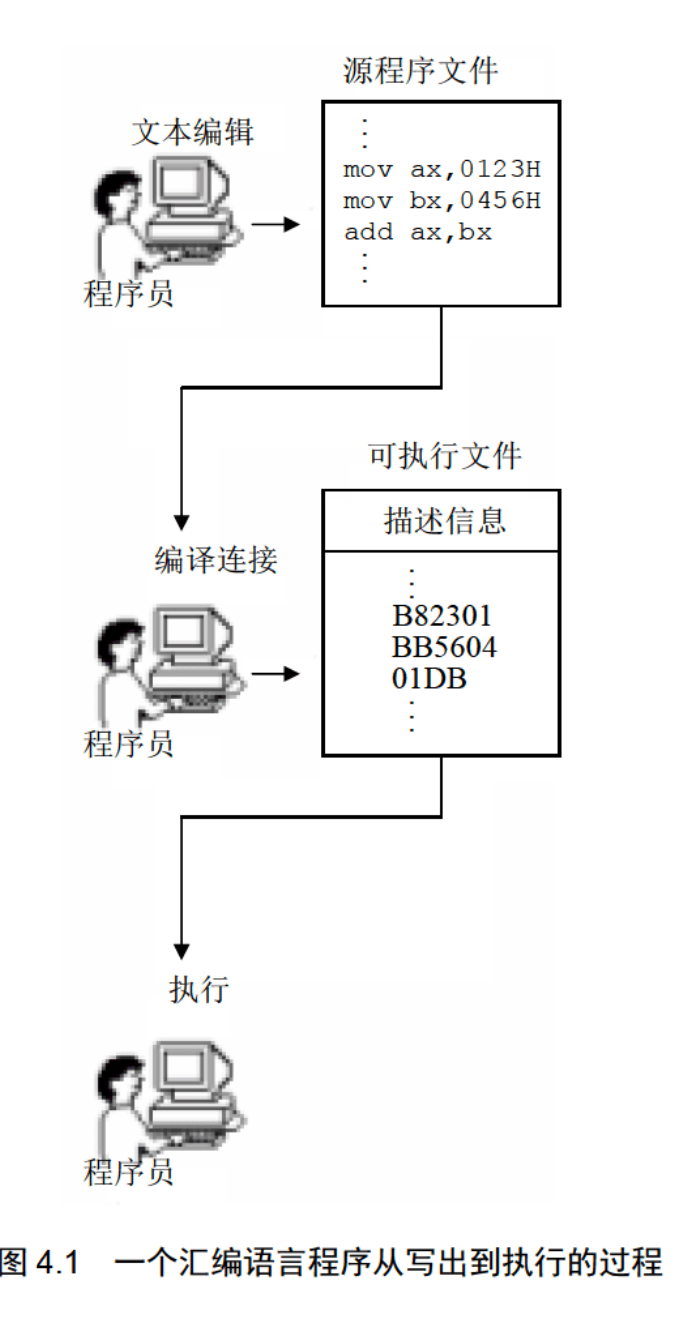 源程序文件
文本编辑
mov ax,0123H
mov bx,0456H
add ax,bx
程序员
可执行文件
描述信息
编译连接
B82301
BB5604
01DB
程序员
执行
程序员
图 4.1 一个汇编语言程序从写出到执行的过程